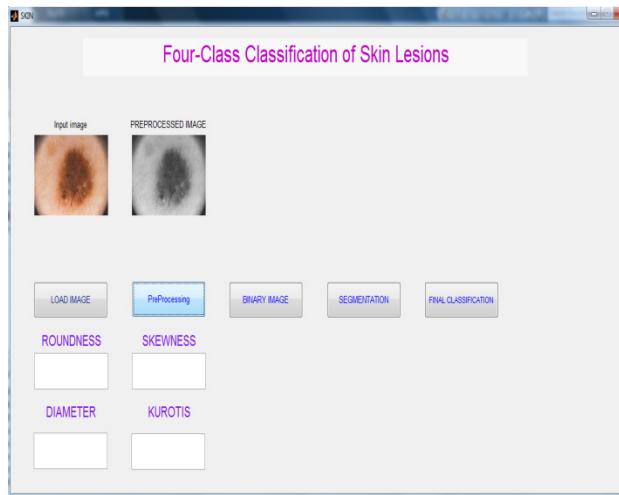 SKIN
Four-Class Classification of Skin Lesions
Input image
PREPROCESSED IMAGE
LOAD IMAGE
PreProcessing
BINARY IMAGE
SEGMENTATION
FINAL CLASSIFICATION
ROUNDNESS
SKEWNESS
DIAMETER
KUROTIS